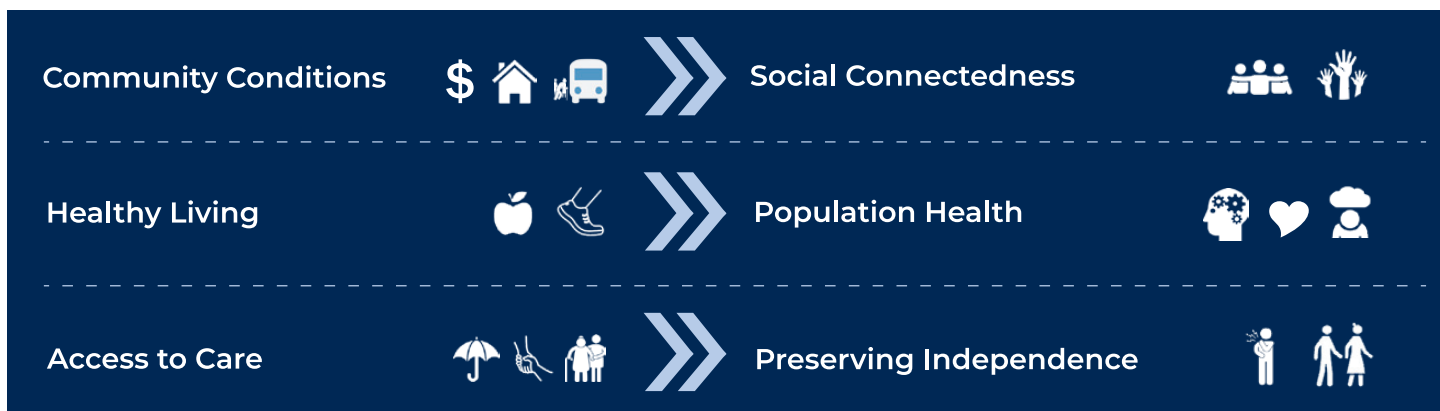 Community Conditions
$
Social Connectedness
Healthy Living
Population Health
Access to Care
Preserving Independence